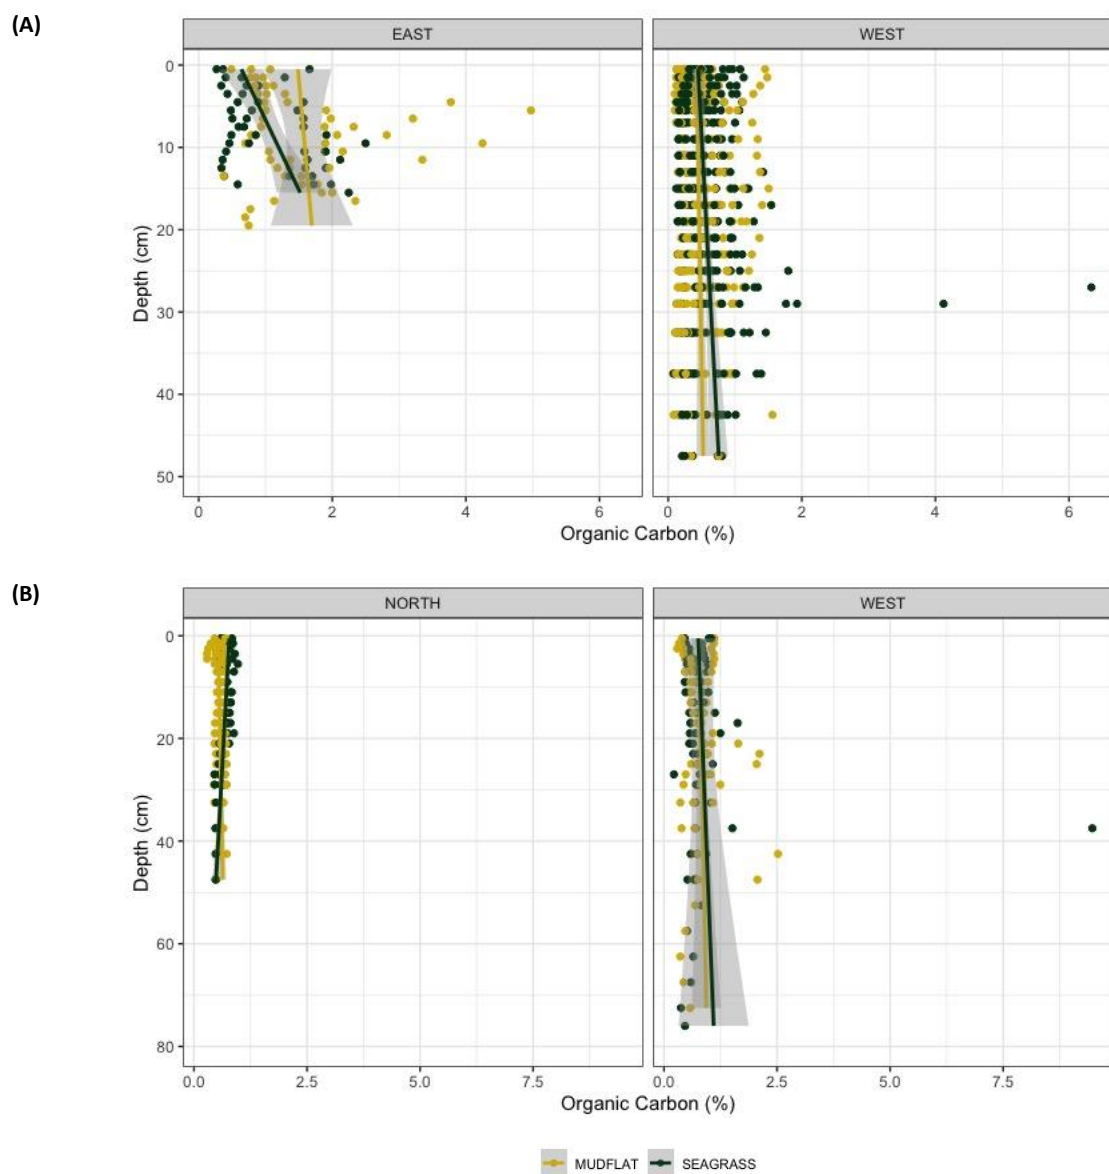 (A)
EAST WEST
0
10
20
30
40
50
Depth (cm)
0 2 4 6 0 2 4 6
Organic Carbon (%)
(B)
NORTH WEST
0
20
40
60
80
Depth (cm)
0.0 2.5 5.0 7.5 0.0 2.5 5.0 7.5
Organic Carbon (%)
MUDFLAT SEAGRASS